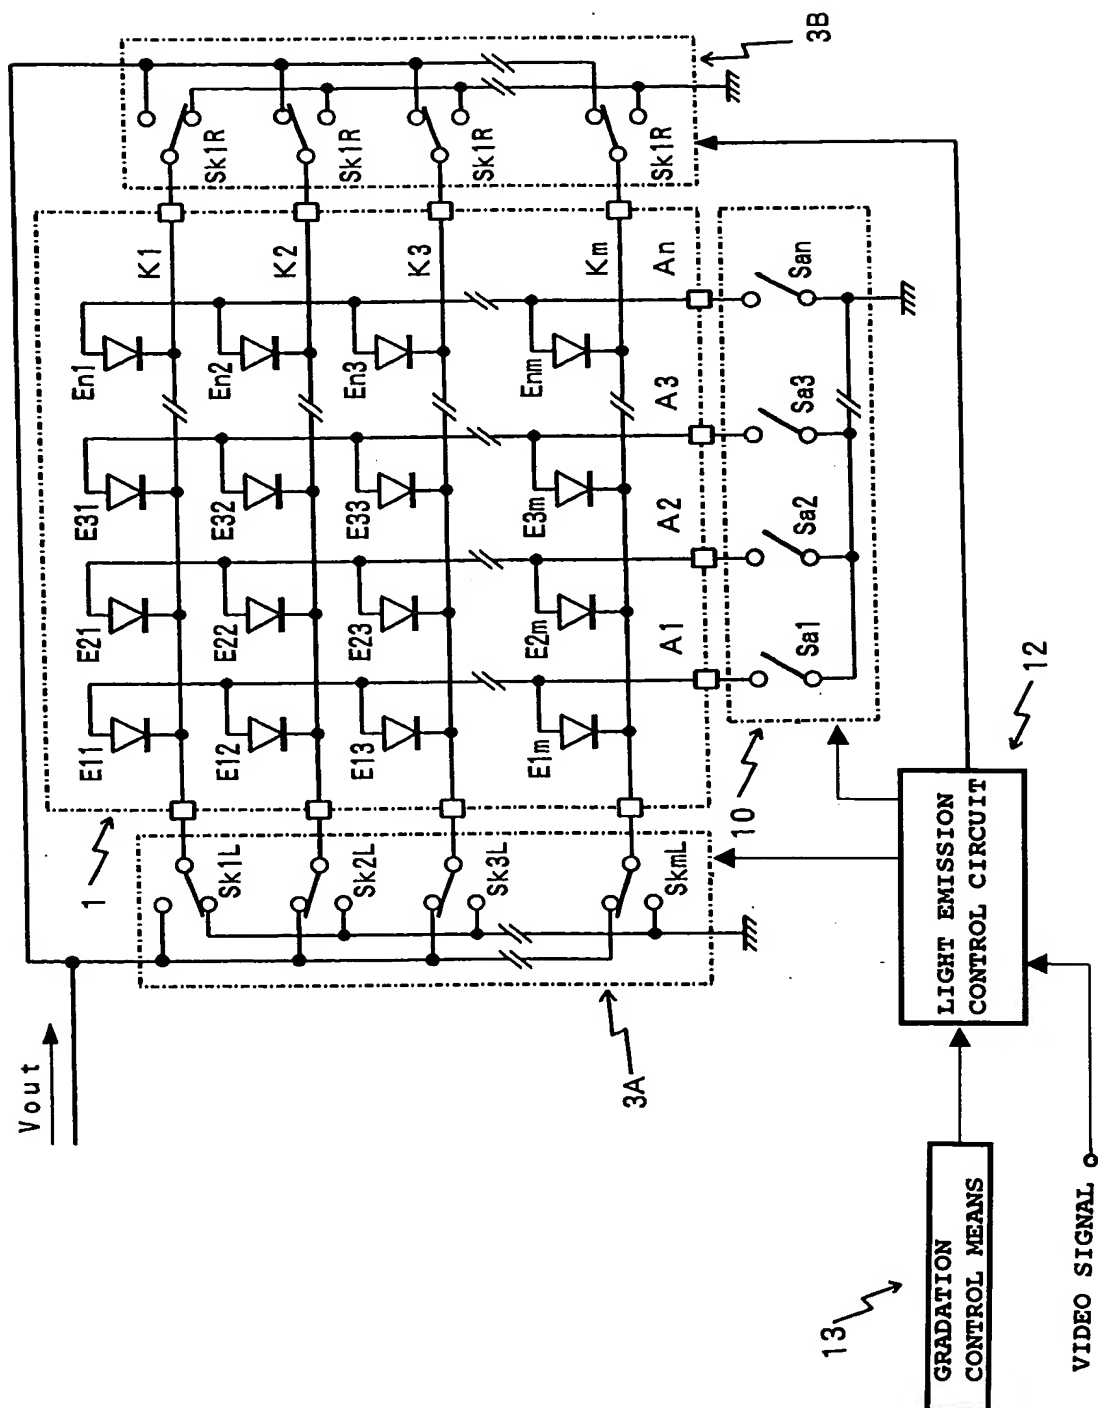 Vout
1
E11
E21
E31
En1
K1
Sk1L
Sk1R
E12
E22
E32
En2
K2
Sk2L
Sk1R
E13
E23
E33
En3
K3
Sk3L
Sk1R
E1m
E2m
E3m
Enm
Km
3A
SkmL
Sk1R
A1
A2
A3
An
10
Sa1
Sa2
Sa3
San
3B
13
GRADATION
CONTROL MEANS
LIGHT EMISSION
CONTROL CIRCUIT
12
VIDEO SIGNAL